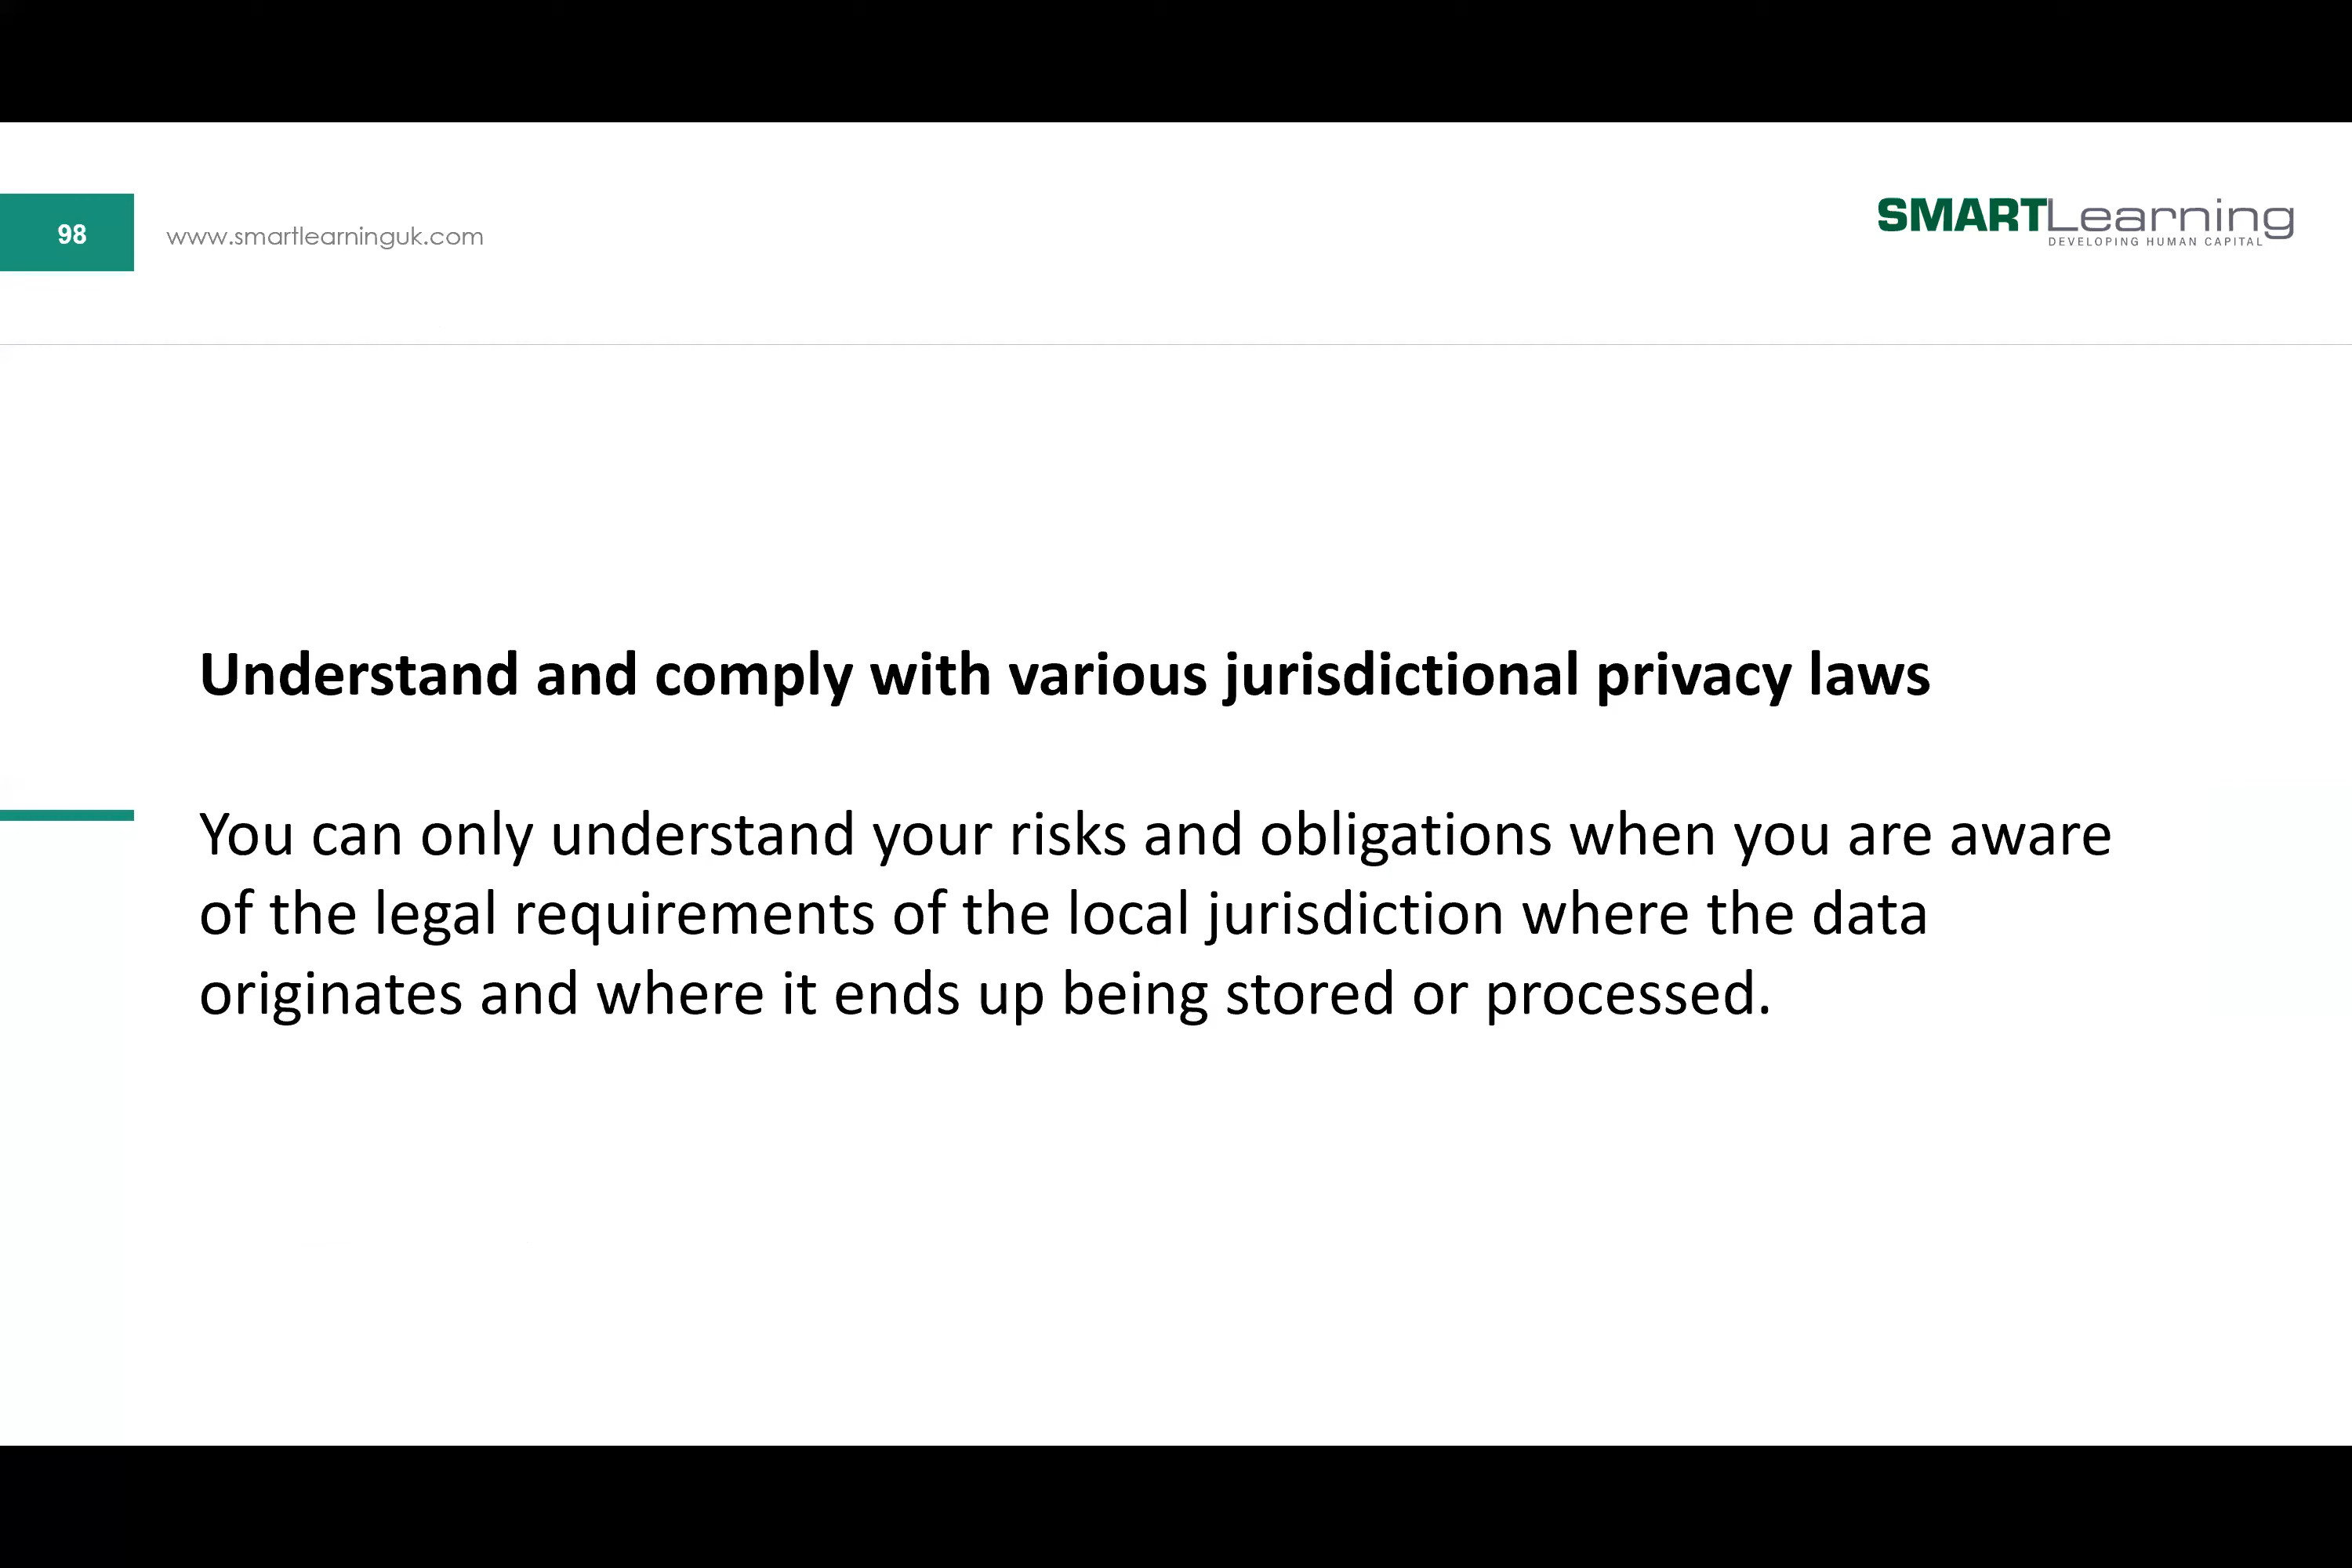 98
www.smartlearninguk.com
SMARTLearning
DEVELOPING HUMAN CAPITAL
Understand and comply with various jurisdictional privacy laws
You can only understand your risks and obligations when you are aware
of the legal requirements of the local jurisdiction where the data
originates and where it ends up being stored or processed.